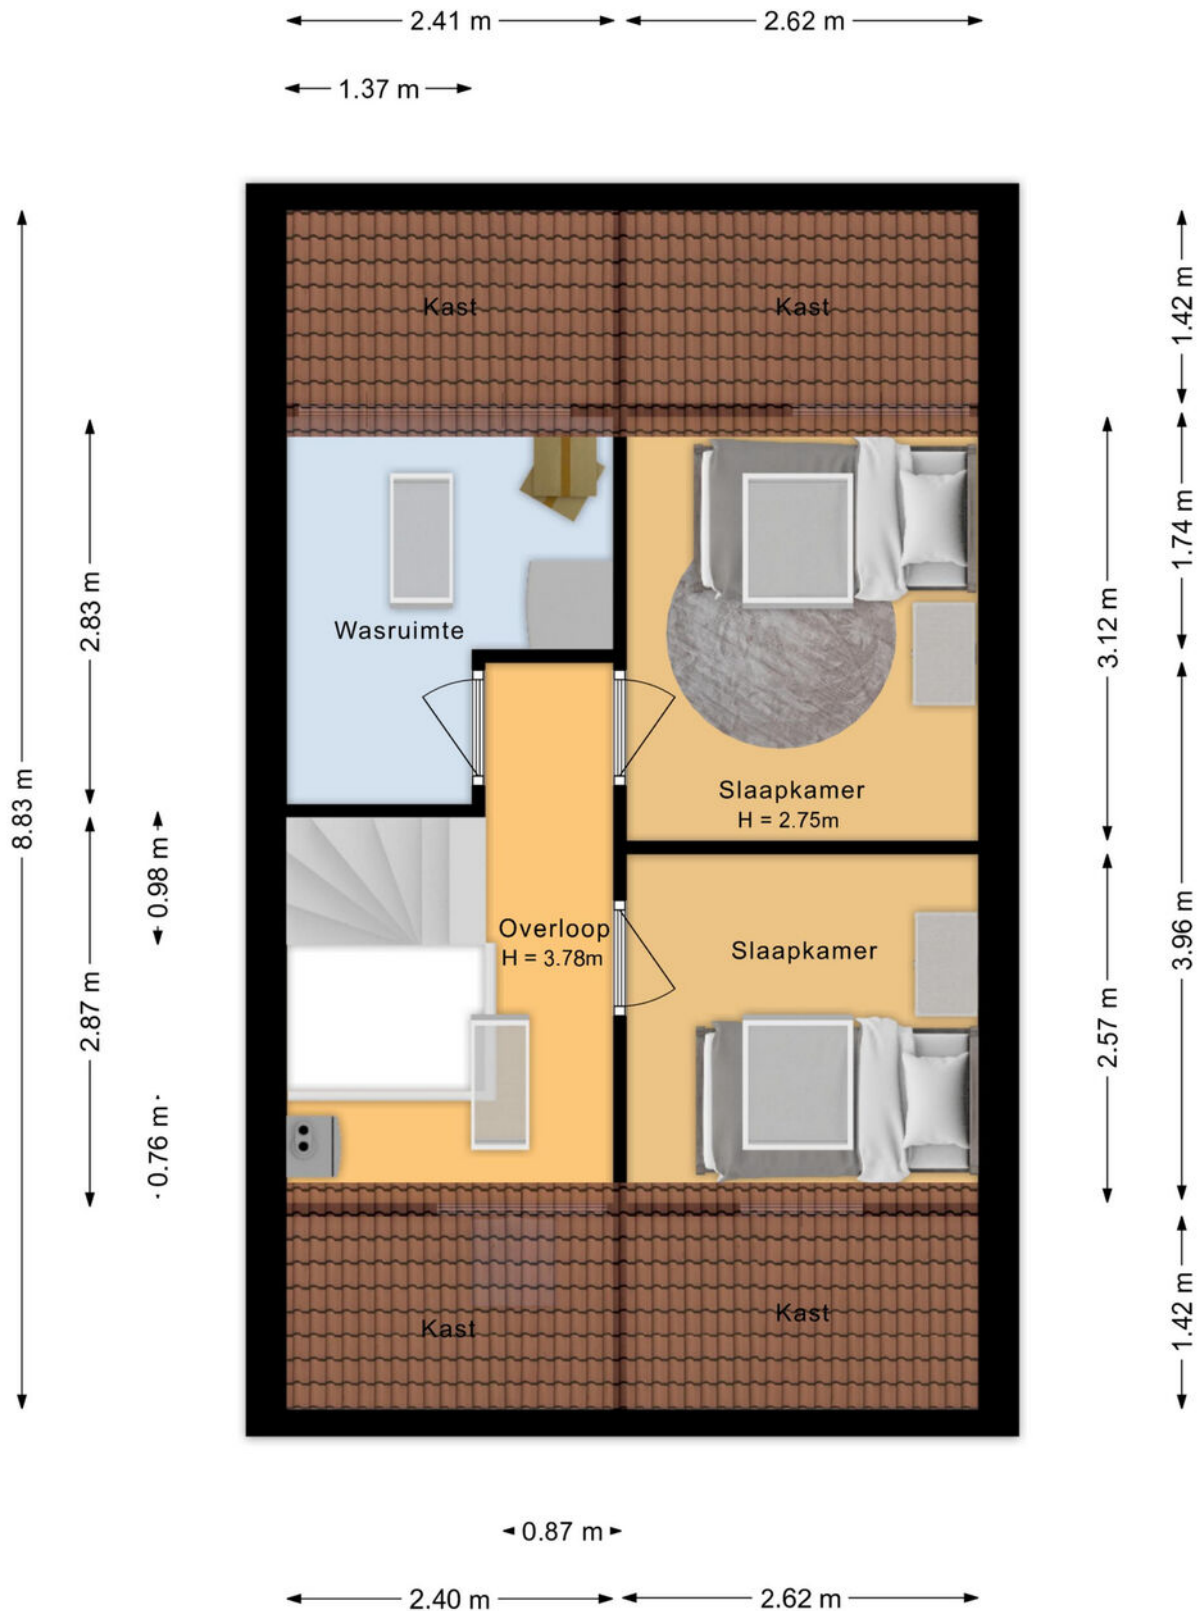 2.41 m
2.62 m
1.37 m
Kast
Kast
1.42 m
1.74 m
2.83 m
3.12 m
Wasruimte
Slaapkamer
H = 2.75m
8.83 m
0.98 m
Overloop
H = 3.78m
Slaapkamer
3.96 m
2.87 m
2.57 m
0.76 m
Kast
Kast
1.42 m
0.87 m
2.40 m
2.62 m